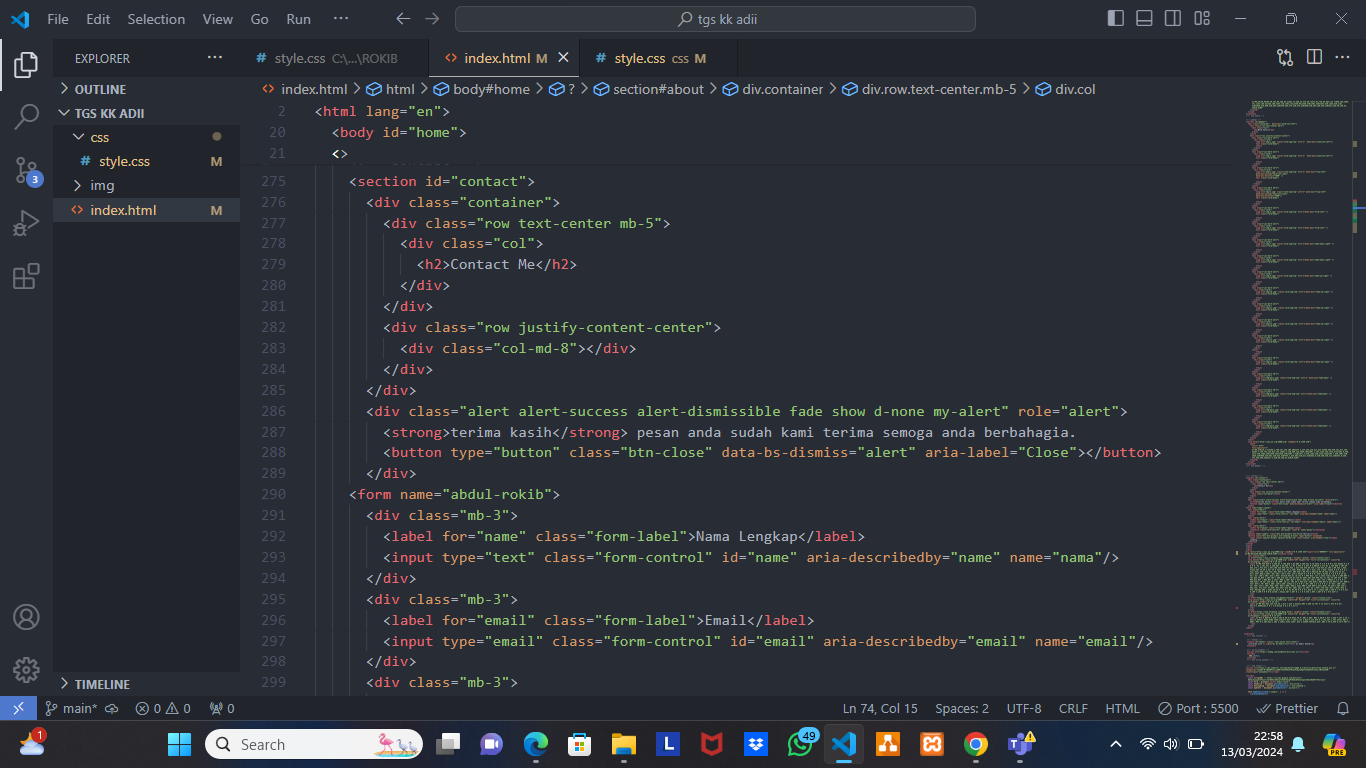 File Edit Selection View Go Run ··· tgs kk adii
EXPLORER ···
# style.css C:\...\ROKIB
<> index.html M
# style.css css M
OUTLINE
TGS KK ADII
css
# style.css M
img
<> index.html M
TIMELINE
3
<> index.html > html > body#home > ? > section#about > div.container > div.row.text-center.mb-5 > div.col
2 <html lang="en">
20 <body id="home">
21 <>
275 <section id="contact">
276 <div class="container">
277 <div class="row text-center mb-5">
278 <div class="col">
279 <h2>Contact Me</h2>
280 </div>
281 </div>
282 <div class="row justify-content-center">
283 <div class="col-md-8"></div>
284 </div>
285 </div>
286 <div class="alert alert-success alert-dismissible fade show d-none my-alert" role="alert">
287 <strong>terima kasih</strong> pesan anda sudah kami terima semoga anda berbahagia.
288 <button type="button" class="btn-close" data-bs-dismiss="alert" aria-label="Close"></button>
289 </div>
290 <form name="abdul-rokib">
291 <div class="mb-3">
292 <label for="name" class="form-label">Nama Lengkap</label>
293 <input type="text" class="form-control" id="name" aria-describedby="name" name="nama"/>
294 </div>
295 <div class="mb-3">
296 <label for="email" class="form-label">Email</label>
297 <input type="email" class="form-control" id="email" aria-describedby="email" name="email"/>
298 </div>
299 <div class="mb-3">
main* 0 0 0 Ln 74, Col 15 Spaces: 2 UTF-8 CRLF HTML Port : 5500 Prettier
1 Search L 49 22:58
13/03/2024
PRE